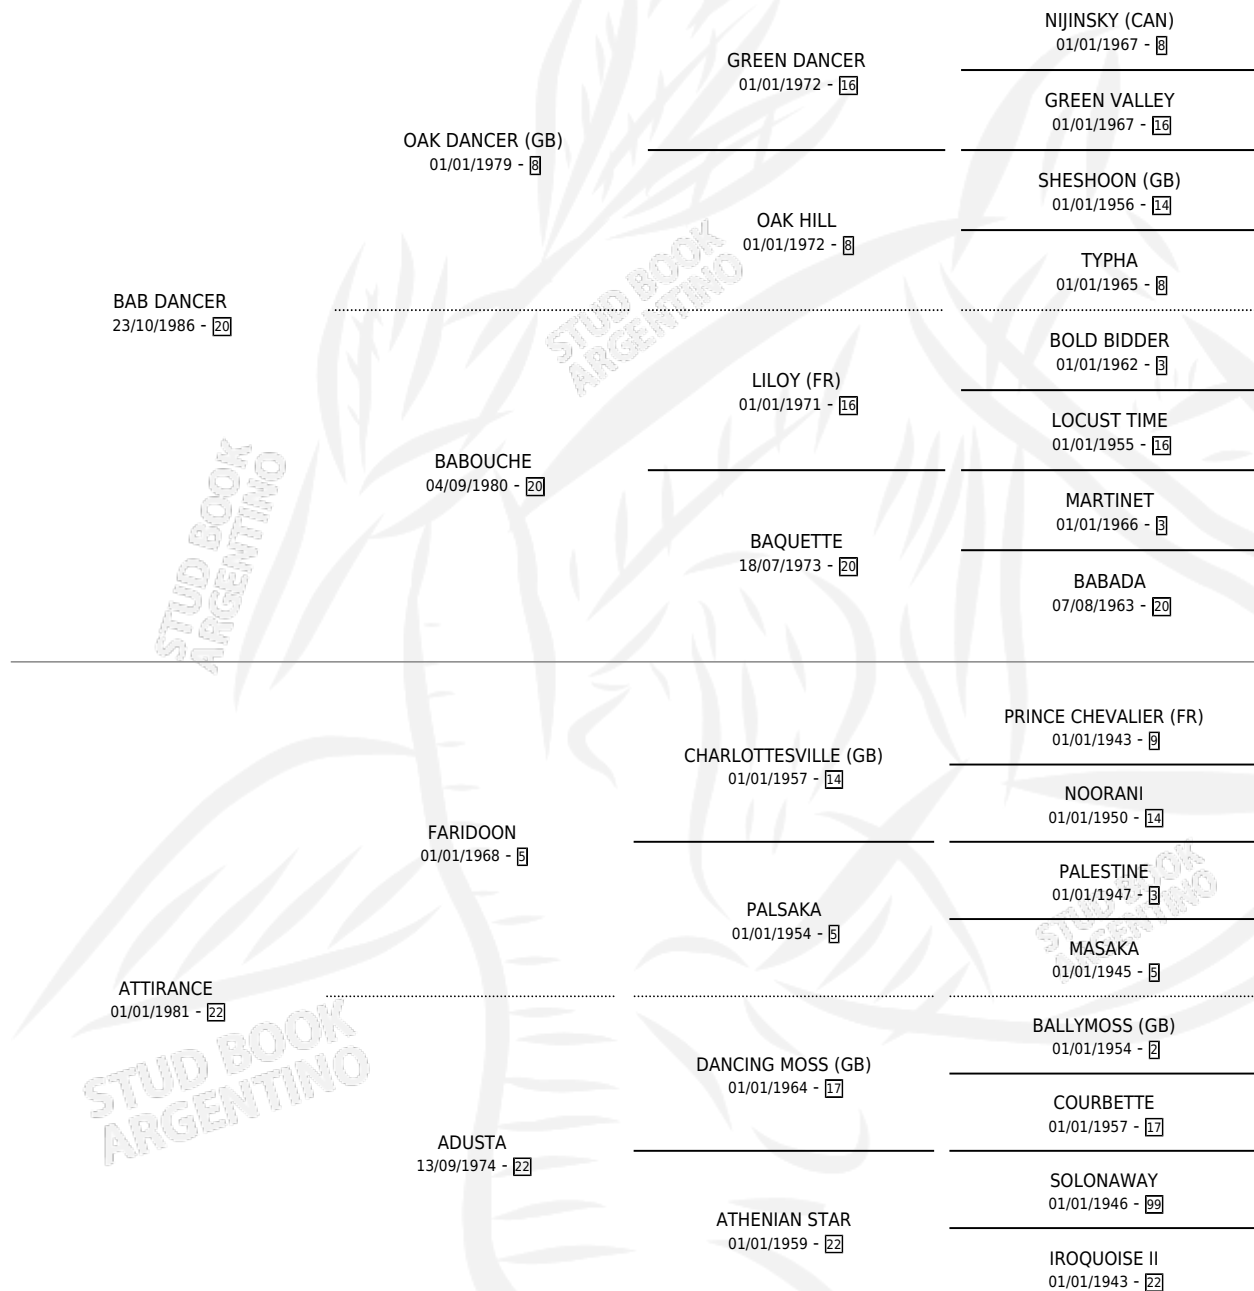 NIJINSKY (CAN)
01/01/1967 - 8
GREEN DANCER
01/01/1972 - 16
GREEN VALLEY
01/01/1967 - 16
OAK DANCER (GB)
01/01/1979 - 8
SHESHOON (GB)
01/01/1956 - 14
OAK HILL
01/01/1972 - 8
TYPHA
01/01/1965 - 8
BAB DANCER
23/10/1986 - 20
BOLD BIDDER
01/01/1962 - 3
LILOY (FR)
01/01/1971 - 16
LOCUST TIME
01/01/1955 - 16
BABOUCHE
04/09/1980 - 20
MARTINET
01/01/1966 - 3
BAQUETTE
18/07/1973 - 20
BABADA
07/08/1963 - 20
PRINCE CHEVALIER (FR)
01/01/1943 - 9
CHARLOTTESVILLE (GB)
01/01/1957 - 14
NOORANI
01/01/1950 - 14
FARIDOON
01/01/1968 - 5
PALESTINE
01/01/1947 - 3
PALSAKA
01/01/1954 - 5
MASAKA
01/01/1945 - 5
ATTIRANCE
01/01/1981 - 22
BALLYMOSS (GB)
01/01/1954 - 2
DANCING MOSS (GB)
01/01/1964 - 17
COURBETTE
01/01/1957 - 17
ADUSTA
13/09/1974 - 22
SOLONAWAY
01/01/1946 - 99
ATHENIAN STAR
01/01/1959 - 22
IROQUOISE II
01/01/1943 - 22
STUD BOOK
ARGENTINO
STUD BOOK
ARGENTINO
STUD BOOK
ARGENTINO
STUD BOOK
ARGENTINO